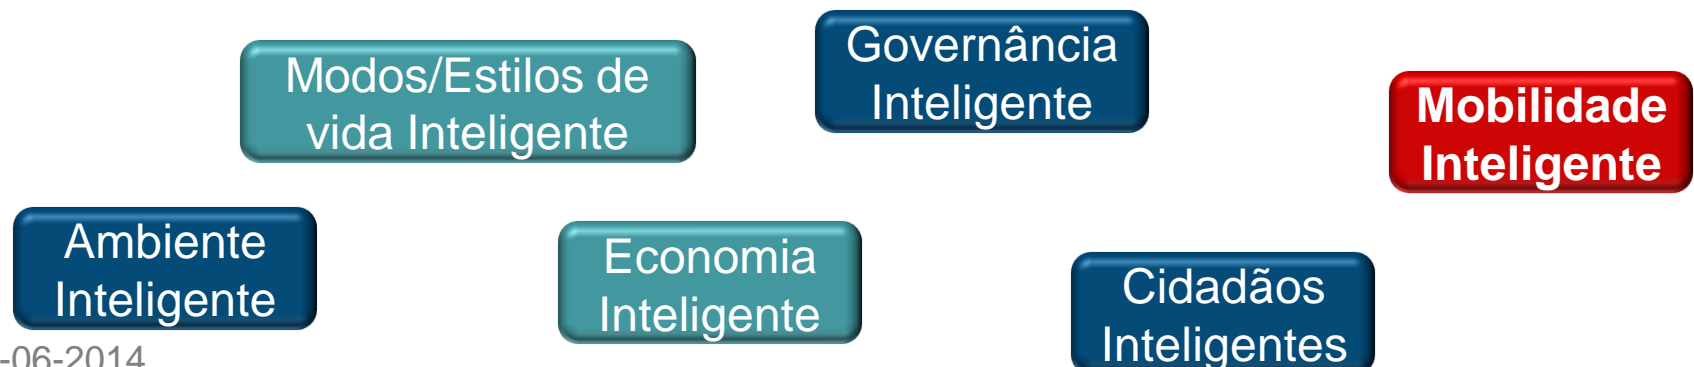 Modos/Estilos de
vida Inteligente
Governância
Inteligente
Mobilidade
Inteligente
Ambiente
Inteligente
Economia
Inteligente
Cidadãos
Inteligentes
-06-2014